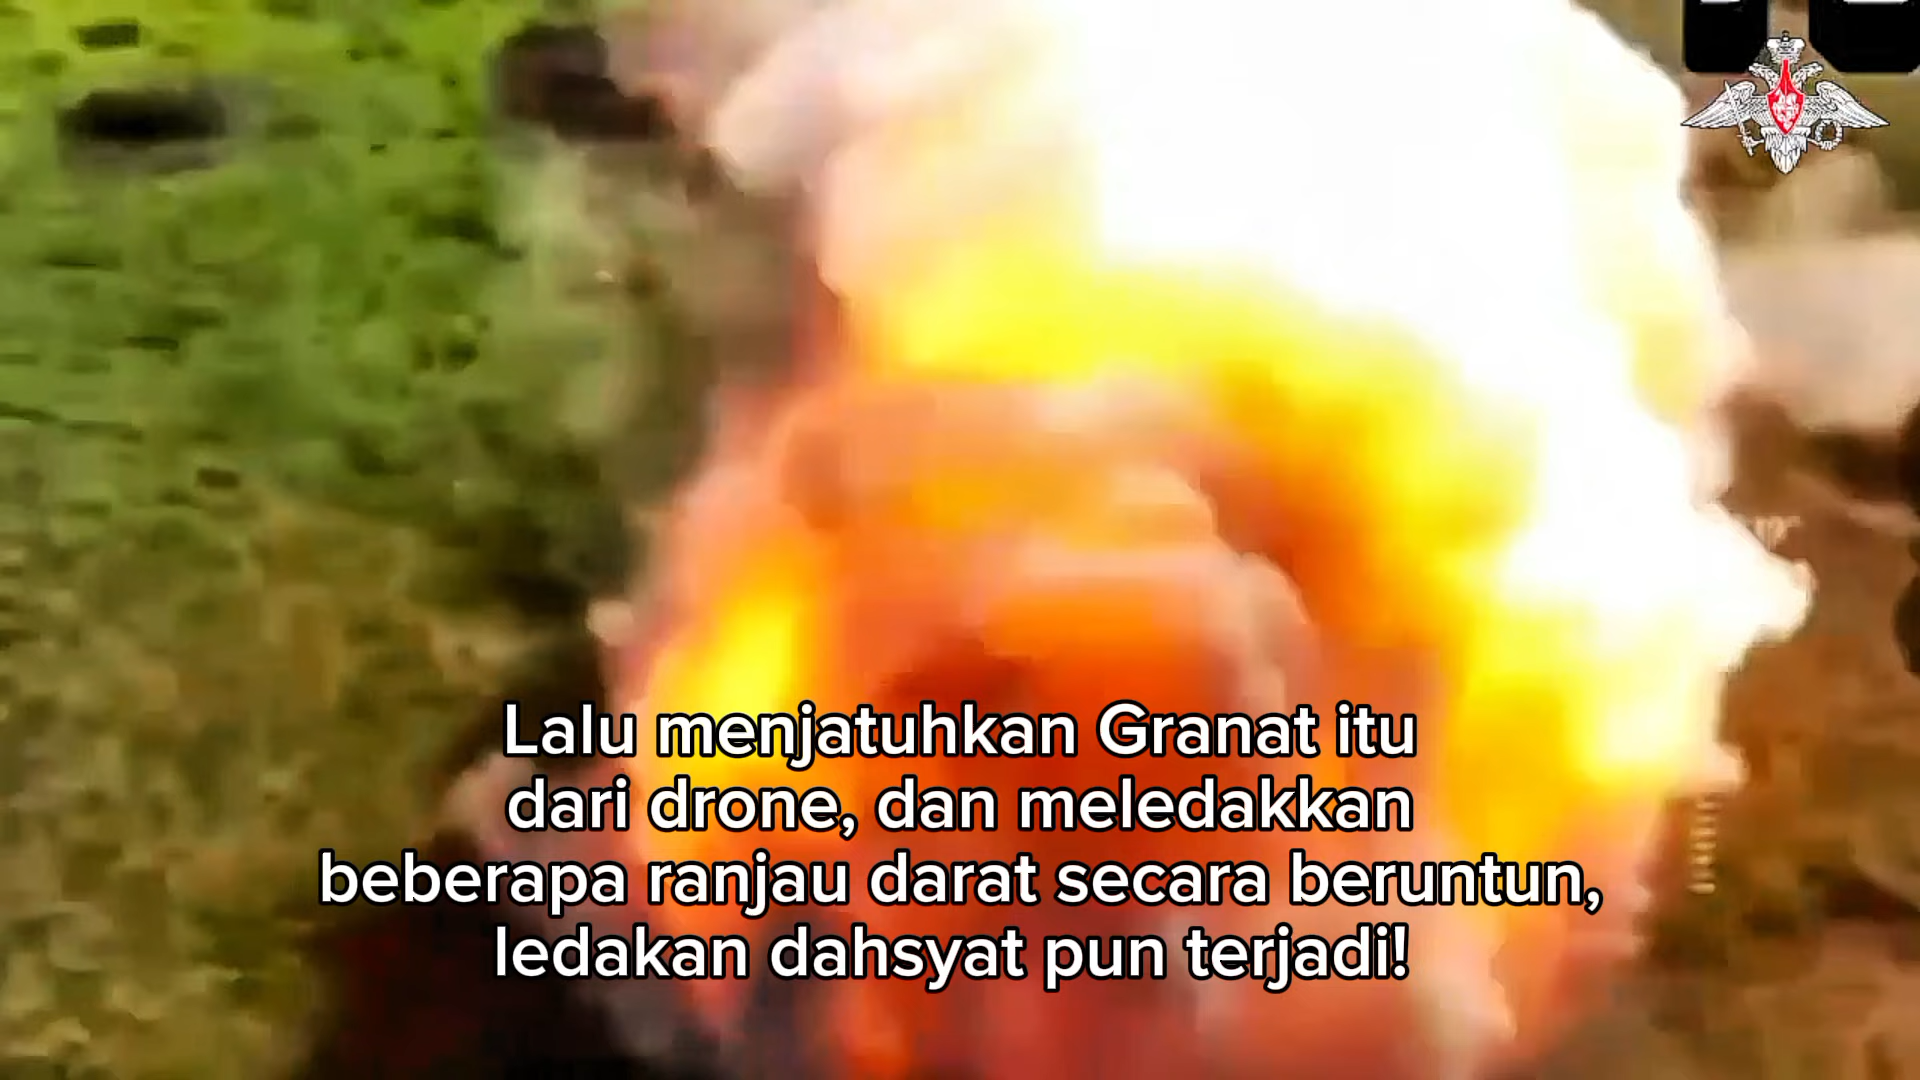 Lalu menjatuhkan Granat itu
dari drone, dan meledakkan
beberapa ranjau darat secara beruntun,
ledakan dahsyat pun terjadi!